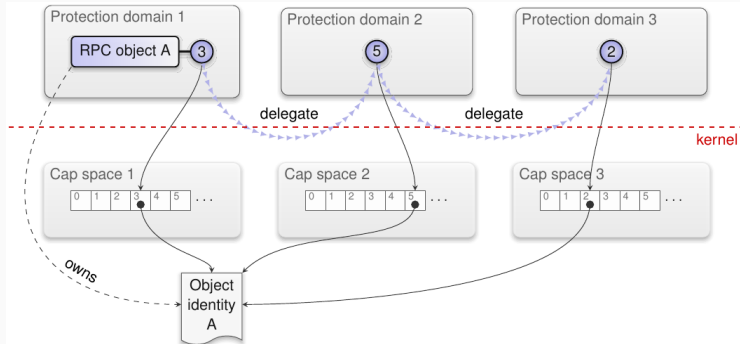 Protection domain 1
RPC object A
3
Protection domain 2
5
Protection domain 3
2
delegate
delegate
kernel
Cap space 1
0 1 2 3 4 5 ...
Cap space 2
0 1 2 3 4 5 ...
Cap space 3
0 1 2 3 4 5 ...
owns
Object
identity
A